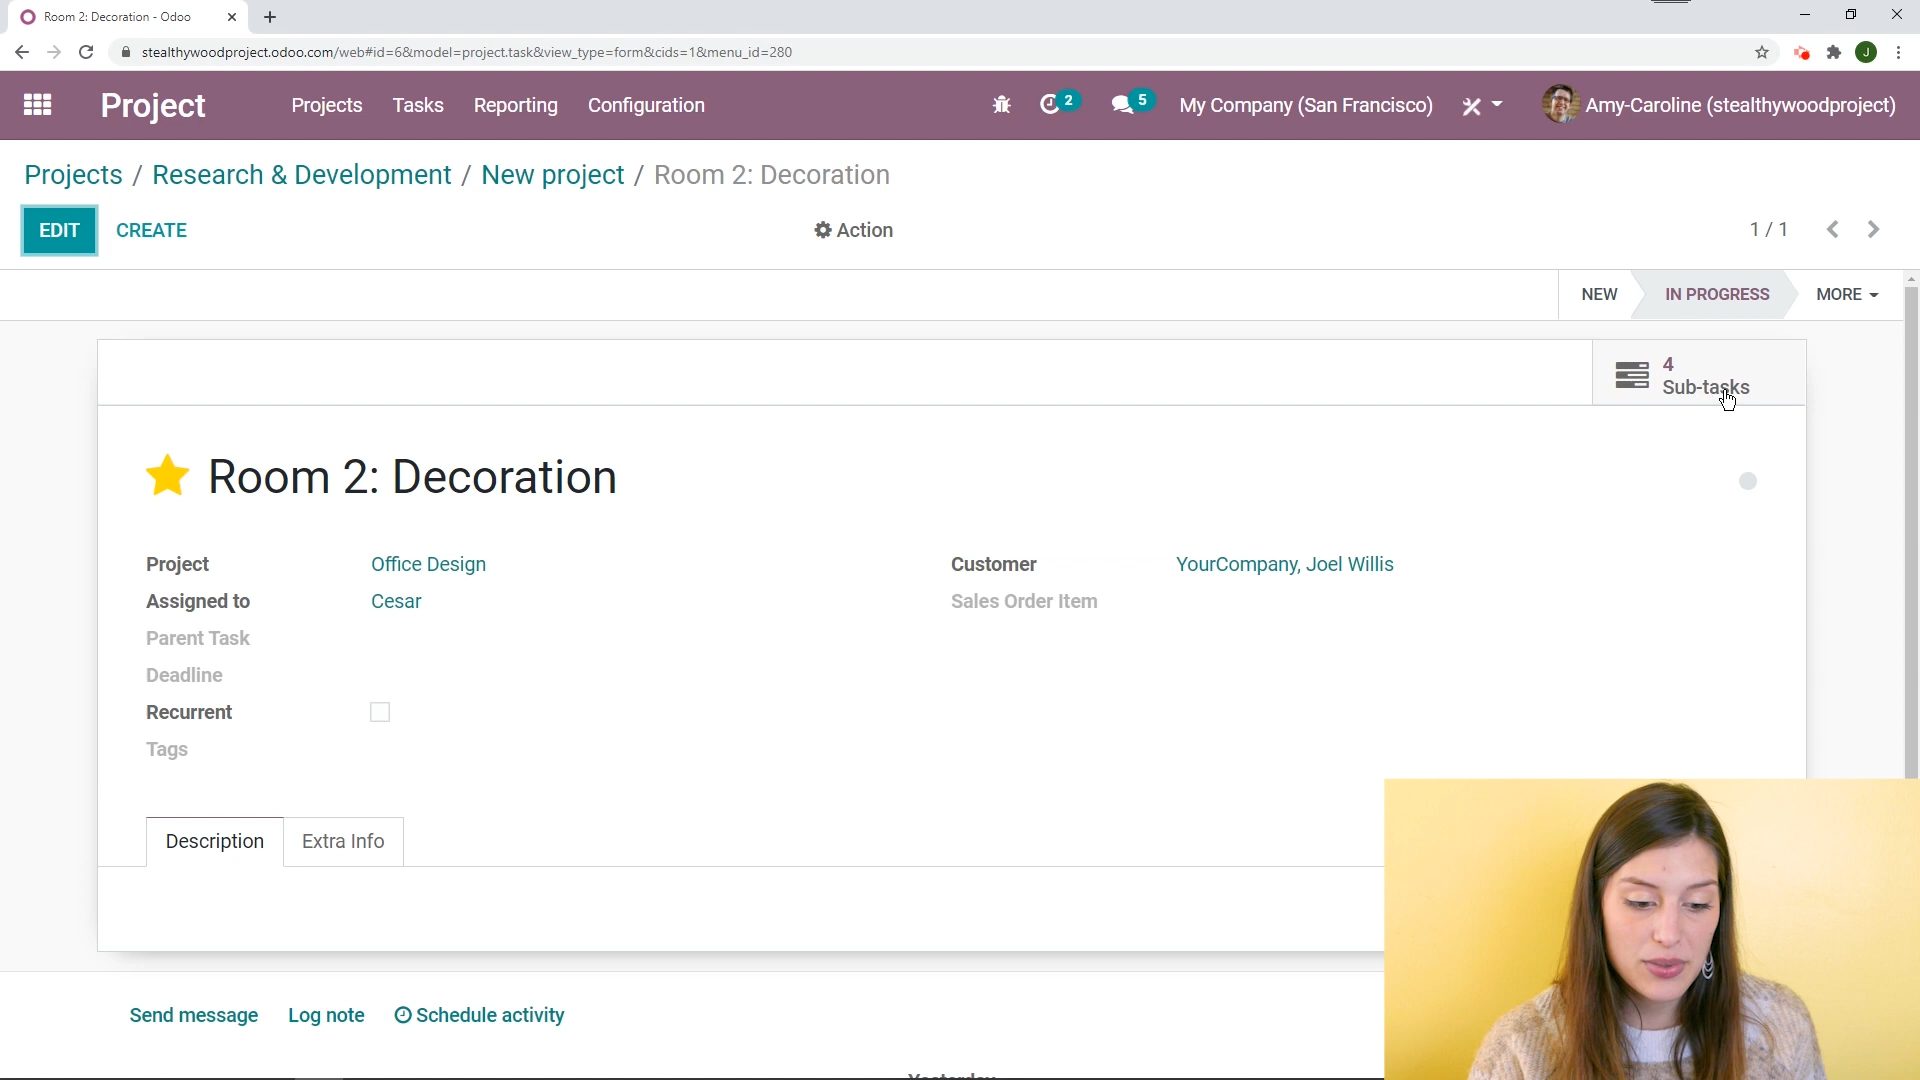 Room 2: Decoration - Odoo
stealthywoodproject.odoo.com/web#id=6&model=project.task&view_type=form&cids=1&menu_id=280
J
Project
Projects
Tasks
Reporting
Configuration
2
5
My Company (San Francisco)
Amy-Caroline (stealthywoodproject)
Projects / Research & Development / New project / Room 2: Decoration
EDIT
CREATE
Action
1 / 1
NEW
IN PROGRESS
MORE
4
Sub-tasks
Room 2: Decoration
Project
Office Design
Customer
YourCompany, Joel Willis
Assigned to
Cesar
Sales Order Item
Parent Task
Deadline
Recurrent
Tags
Description
Extra Info
Send message
Log note
Schedule activity